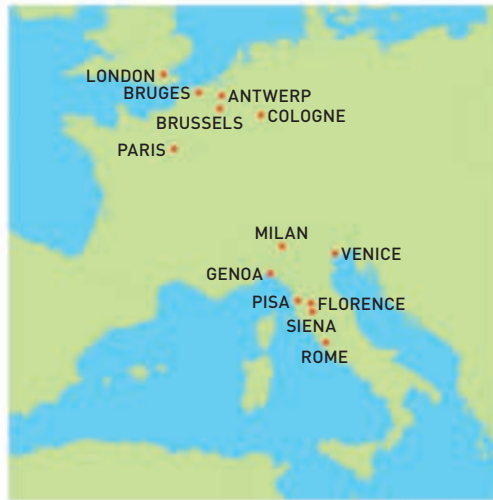 LONDON
BRUGES
ANTWERP
BRUSSELS
COLOGNE
PARIS
MILAN
VENICE
GENOA
PISA
FLORENCE
SIENA
ROME